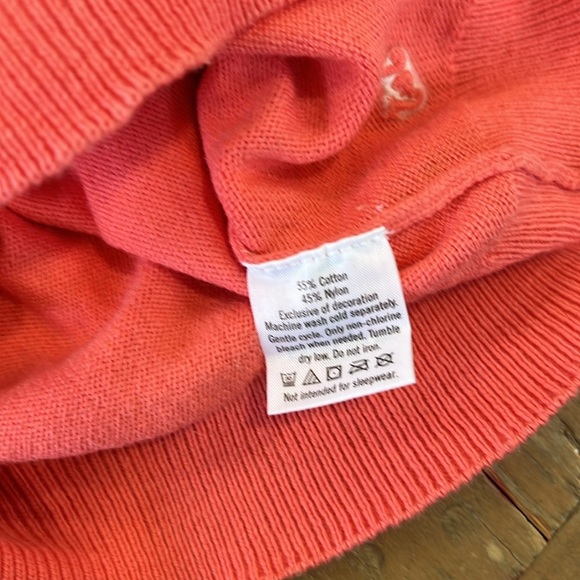 55% Cotton
45% Nylon
Exclusive of decoration
Machine wash cold separately.
Gentle cycle. Only non-chlorine
bleach when needed. Tumble
dry low. Do not iron.
Not intended for sleepwear.